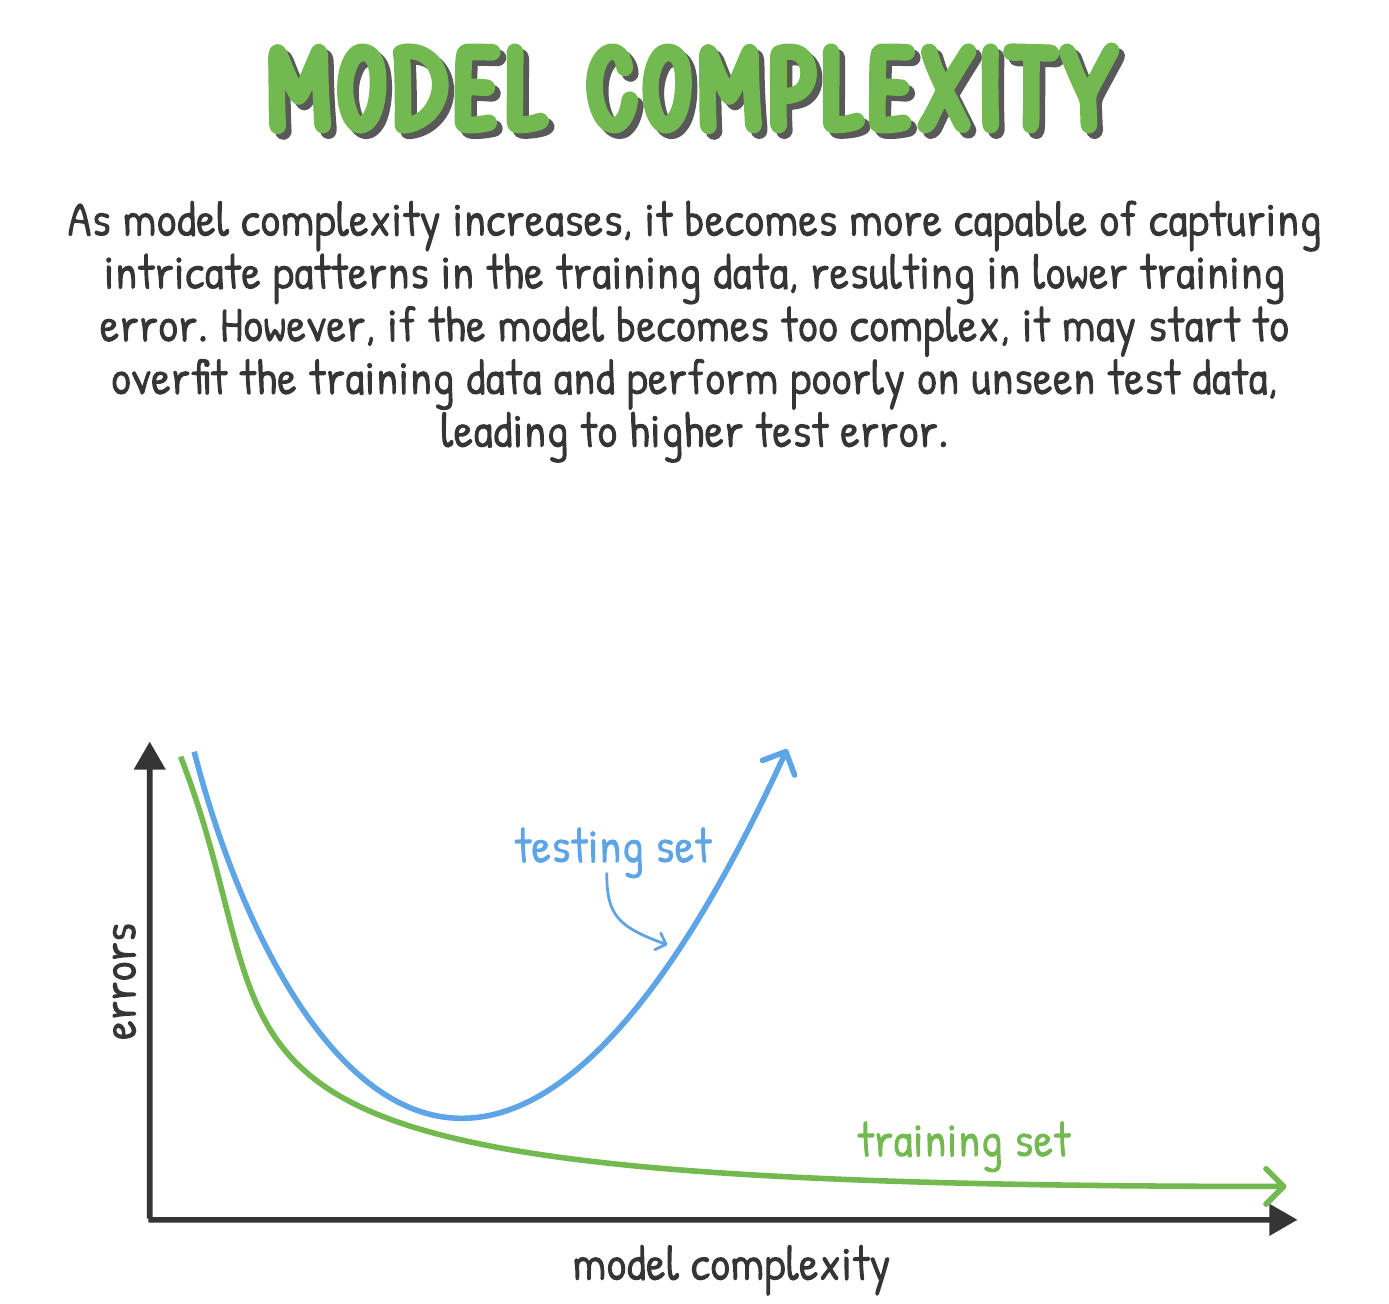 MODEL COMPLEXITY
As model complexity increases, it becomes more capable of capturing
intricate patterns in the training data, resulting in lower training
error. However, if the model becomes too complex, it may start to
overfit the training data and perform poorly on unseen test data,
leading to higher test error.
testing set
errors
training set
model complexity